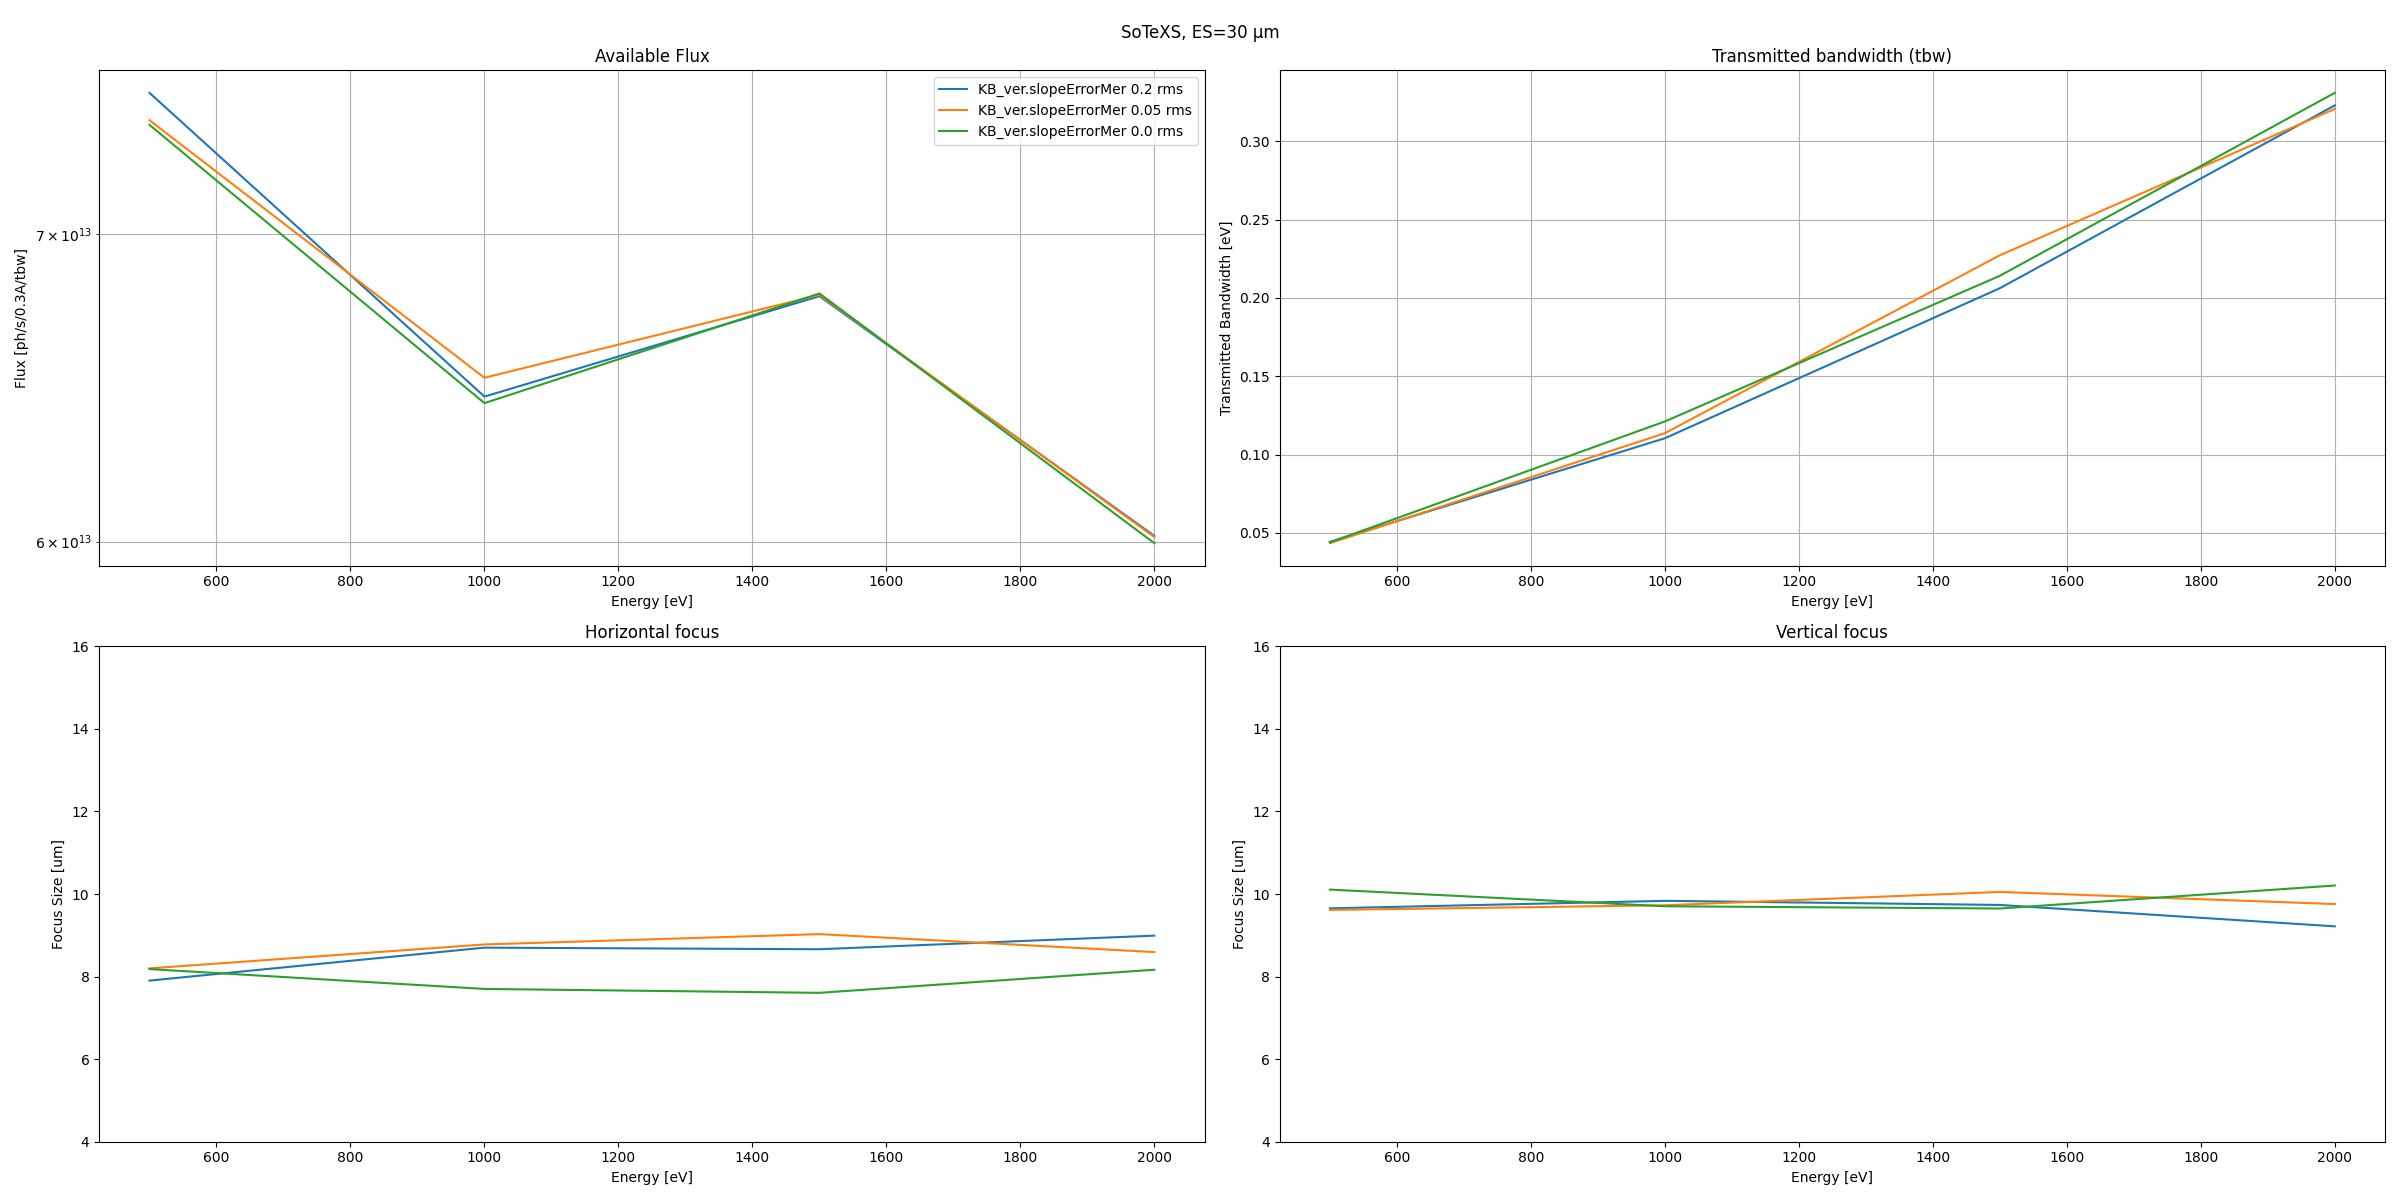 SoTeXS, ES=30 μm
Available Flux
Flux [ph/s/0.3A/tbw]
7 × 10¹³
6 × 10¹³
KB_ver.slopeErrorMer 0.2 rms
KB_ver.slopeErrorMer 0.05 rms
KB_ver.slopeErrorMer 0.0 rms
600 800 1000 1200 1400 1600 1800 2000
Energy [eV]
Transmitted bandwidth (tbw)
Transmitted Bandwidth [eV]
0.30
0.25
0.20
0.15
0.10
0.05
600 800 1000 1200 1400 1600 1800 2000
Energy [eV]
Horizontal focus
Focus Size [um]
16
14
12
10
8
6
4
600 800 1000 1200 1400 1600 1800 2000
Energy [eV]
Vertical focus
Focus Size [um]
16
14
12
10
8
6
4
600 800 1000 1200 1400 1600 1800 2000
Energy [eV]